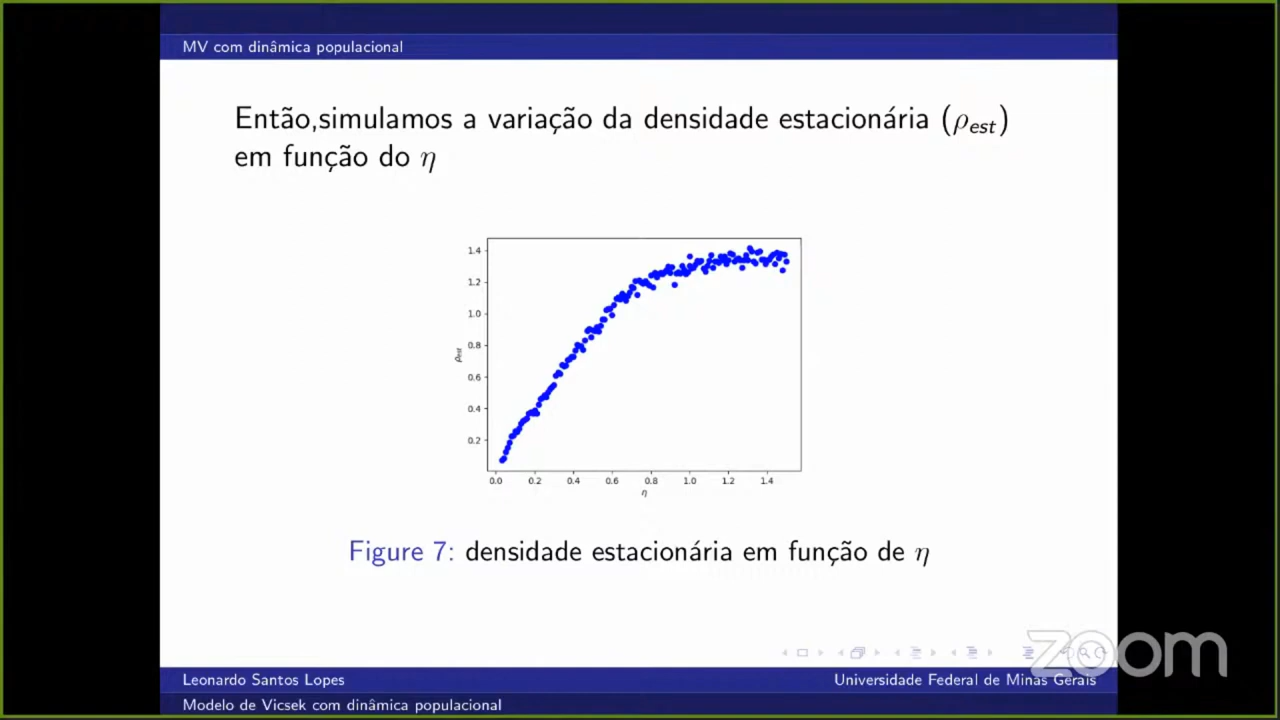 MV com dinâmica populacional
Então,simulamos a variação da densidade estacionária (ρest)
em função do η
1.4
1.2
1.0
0.8
0.6
0.4
0.2
ρest
0.0 0.2 0.4 0.6 0.8 1.0 1.2 1.4
η
Figure 7: densidade estacionária em função de η
zoom
Leonardo Santos Lopes Universidade Federal de Minas Gerais
Modelo de Vicsek com dinâmica populacional